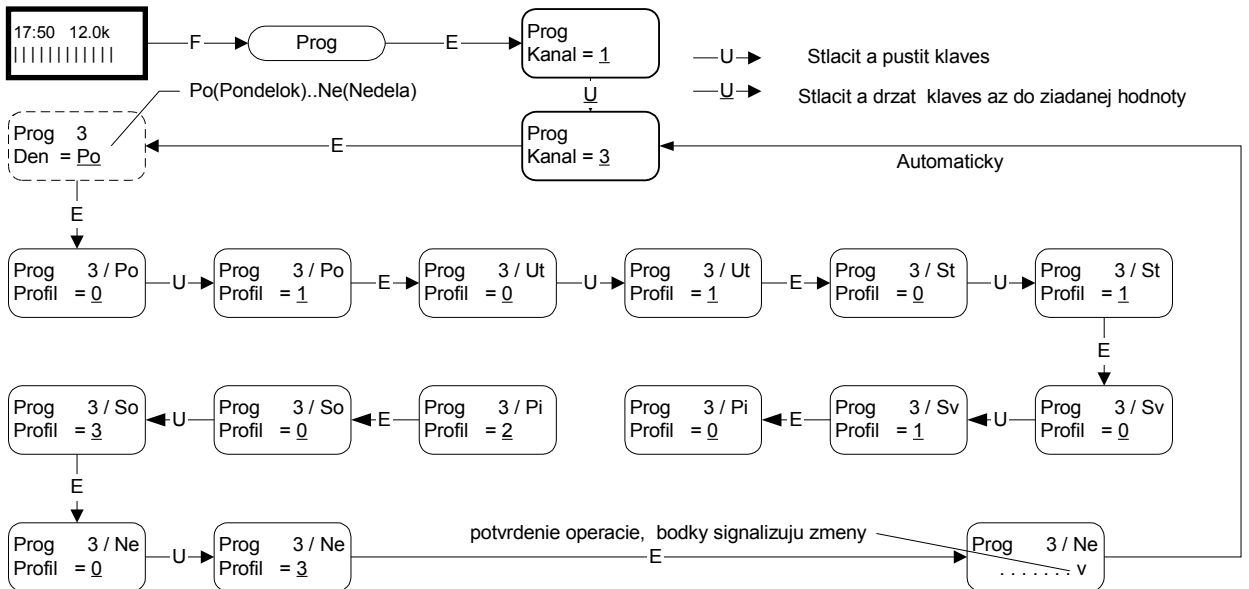 17:50 12.0k
||||||||||||
F
Prog
E
Prog
Kanal = 1
U
Stlacit a pustit klaves
U
Stlacit a drzat klaves az do ziadanej hodnoty
U
Po(Pondelok)..Ne(Nedela)
Prog 3
Den = Po
E
Prog
Kanal = 3
Automaticky
E
Prog 3 / Po
Profil = 0
U
Prog 3 / Po
Profil = 1
E
Prog 3 / Ut
Profil = 0
U
Prog 3 / Ut
Profil = 1
E
Prog 3 / St
Profil = 0
U
Prog 3 / St
Profil = 1
E
Prog 3 / So
Profil = 3
U
Prog 3 / So
Profil = 0
E
Prog 3 / Pi
Profil = 2
Prog 3 / Pi
Profil = 0
E
Prog 3 / Sv
Profil = 1
U
Prog 3 / Sv
Profil = 0
E
Prog 3 / Ne
Profil = 0
U
Prog 3 / Ne
Profil = 3
potvrdenie operacie, bodky signalizuju zmeny
E
Prog 3 / Ne
. . . . . . . v